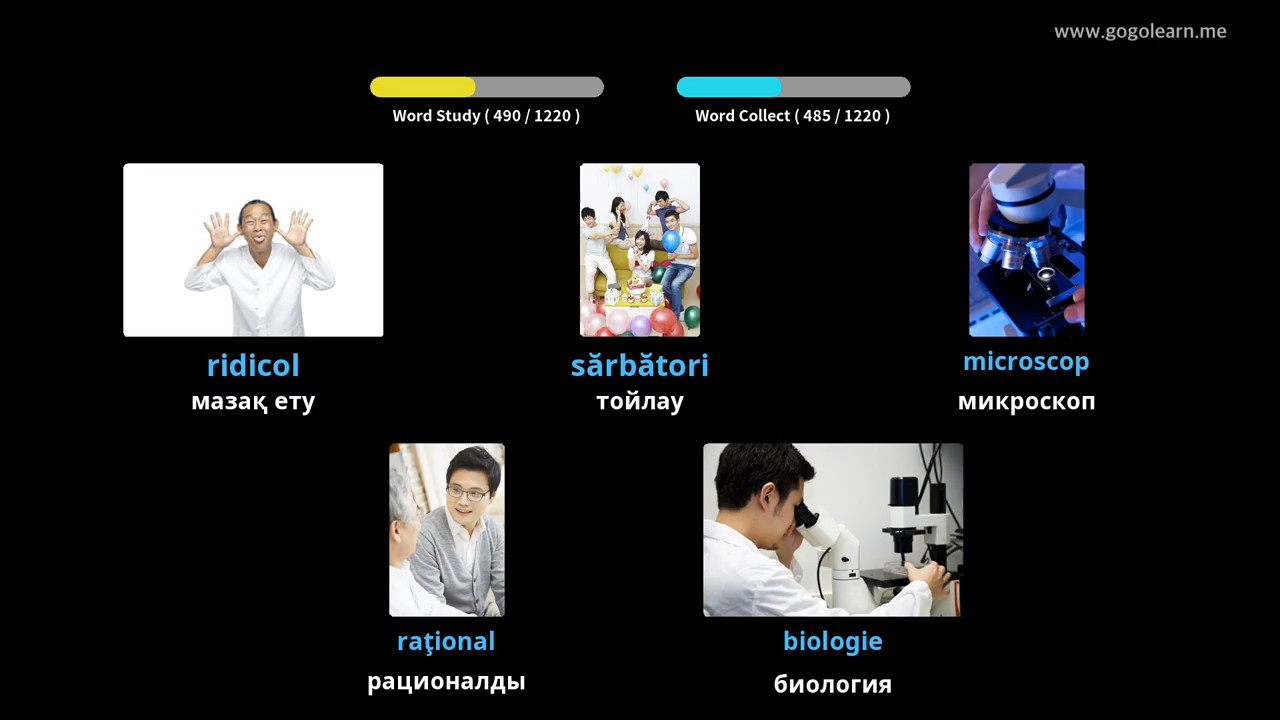 www.gogolearn.me
Word Study ( 490 / 1220 )
Word Collect ( 485 / 1220 )
ridicol
мазақ ету
sărbători
тойлау
microscop
микроскоп
raţional
рационалды
biologie
биология